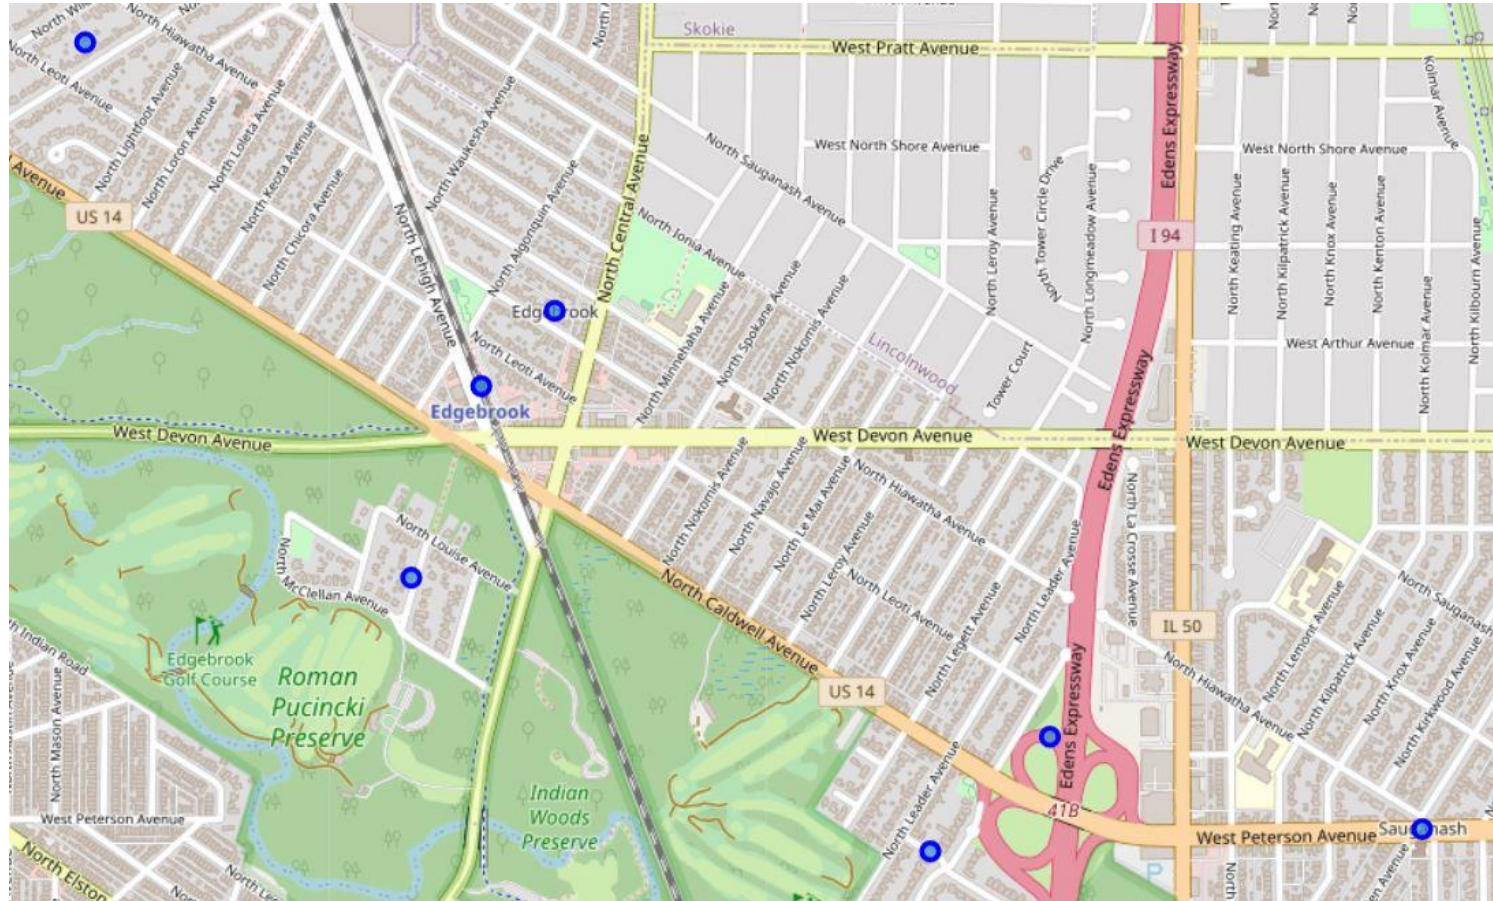 Skokie
West Pratt Avenue
North Hiawatha Avenue
North Leoti Avenue
North Lightfoot Avenue
North Loron Avenue
North Loleta Avenue
North Keota Avenue
North Chicora Avenue
North Waukesha Avenue
North Algonquin Avenue
North Lehigh Avenue
North Central Avenue
North Sauganash Avenue
North Ionia Avenue
West North Shore Avenue
West North Shore Avenue
Edens Expressway
Kolmar Avenue
US 14
I 94
North Leroy Avenue
North Tower Circle Drive
North Longmeadow Avenue
North Keating Avenue
North Kilpatrick Avenue
North Knox Avenue
North Kenton Avenue
North Kolmar Avenue
North Kilbourn Avenue
West Arthur Avenue
Edgebrook
North Leoti Avenue
North Minnehaha Avenue
North Spokane Avenue
North Nokomis Avenue
Lincolnwood
Tower Court
Edens Expressway
Edgebrook
West Devon Avenue
West Devon Avenue
West Devon Avenue
North Nokomis Avenue
North Navajo Avenue
North Le Mai Avenue
North Leroy Avenue
North Hiawatha Avenue
North La Crosse Avenue
North Leader Avenue
North Louise Avenue
North McClellan Avenue
North Caldwell Avenue
North Leoti Avenue
North Legett Avenue
IL 50
North Hiawatha Avenue
North Lemont Avenue
North Kilpatrick Avenue
North Knox Avenue
North Kirkwood Avenue
North Sauganash
Edgebrook
Golf Course
Roman
Pucincki
Preserve
US 14
Edens Expressway
41B
Indian
Woods
Preserve
North Leader Avenue
North Mason Avenue
West Peterson Avenue
North Elston
West Peterson Avenue
Sauganash
North
P